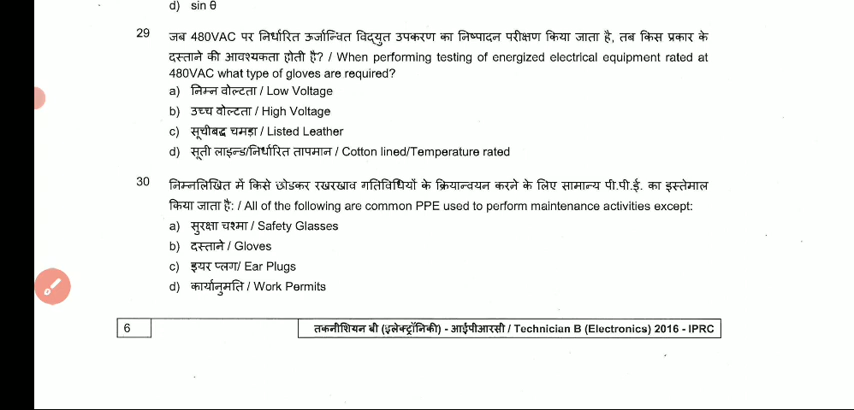 d) sin θ
29 जब 480VAC पर निर्धारित ऊर्जान्वित विद्युत उपकरण का निष्पादन परीक्षण किया जाता है, तब किस प्रकार के
दस्ताने की आवश्यकता होती है? / When performing testing of energized electrical equipment rated at
480VAC what type of gloves are required?
a) निम्न वोल्टता / Low Voltage
b) उच्च वोल्टता / High Voltage
c) सूचीबद्ध चमड़ा / Listed Leather
d) सूती लाइन्ड/निर्धारित तापमान / Cotton lined/Temperature rated
30 निम्नलिखित में किसे छोडकर रखरखाव गतिविधियों के क्रियान्वयन करने के लिए सामान्य पी.पी.ई. का इस्तेमाल
किया जाता है: / All of the following are common PPE used to perform maintenance activities except:
a) सुरक्षा चश्मा / Safety Glasses
b) दस्ताने / Gloves
c) इयर प्लग/ Ear Plugs
d) कार्यानुमति / Work Permits
6 तकनीशियन बी (इलेक्ट्रॉनिकी) - आईपीआरसी / Technician B (Electronics) 2016 - IPRC